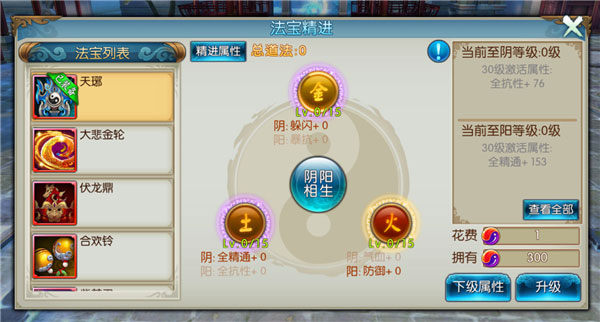 法宝精进
法宝列表
已装备
天琊
大悲金轮
伏龙鼎
合欢铃
精进属性
总道法:0
金
Lv.0/15
阴:躲闪+0
阳:暴抗+0
阴阳
相生
土
Lv.0/15
阴:全精通+0
阳:全抗性+0
火
Lv.0/15
阴:气血+0
阳:防御+0
当前至阴等级:0级
30级激活属性:
全抗性+76
当前至阳等级:0级
30级激活属性:
全精通+153
查看全部
花费
1
拥有
300
下级属性
升级